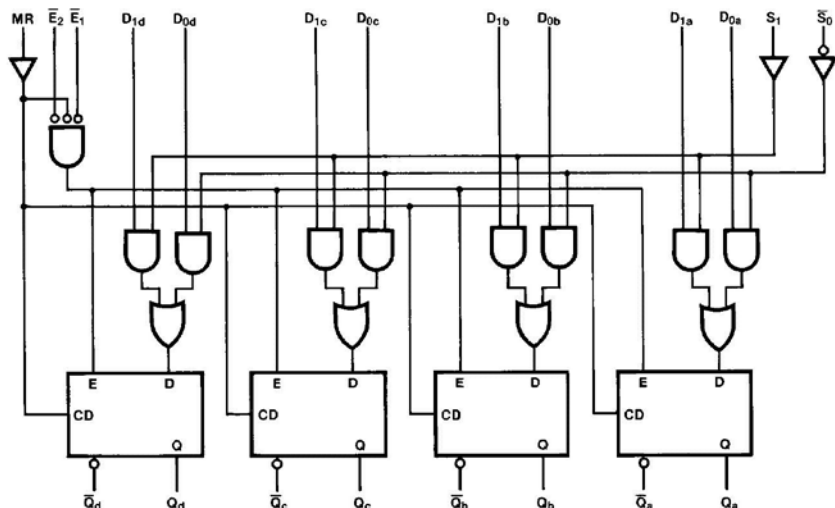 MR E̅₂ E̅₁ D₁d D₀d D₁c D₀c D₁b D₀b D₁a D₀a S₁ S̅₀
E D E D E D E D
CD CD CD CD
Q Q Q Q
Q̅d Qd Q̅c Qc Q̅b Qb Q̅a Qa